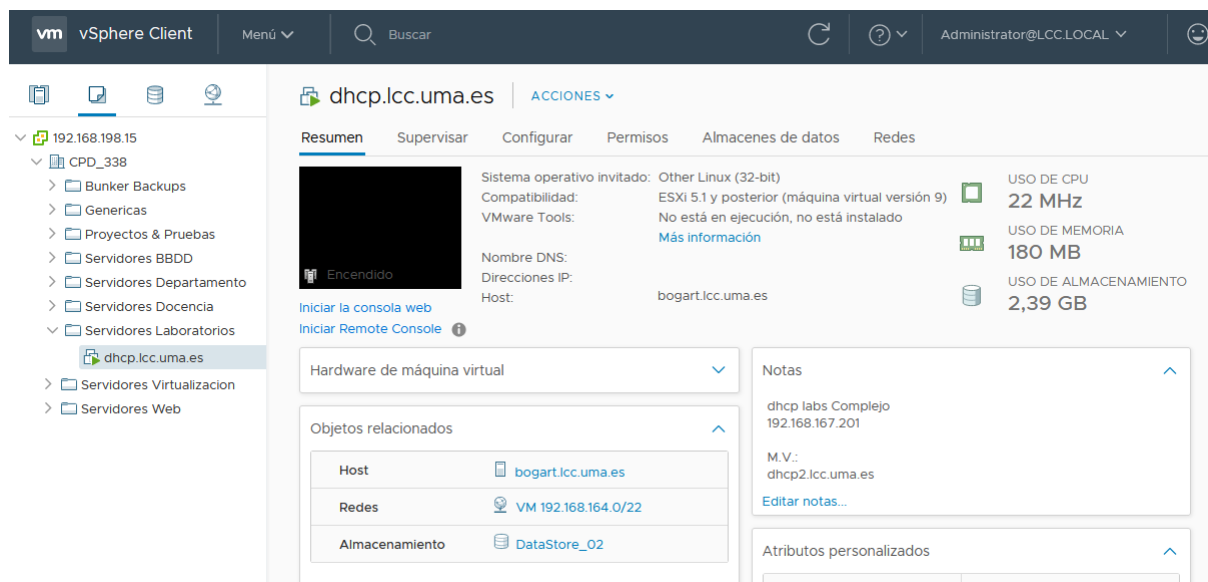 vm vSphere Client Menú Buscar Administrator@LCC.LOCAL
192.168.198.15
CPD_338
Bunker Backups
Genericas
Proyectos & Pruebas
Servidores BBDD
Servidores Departamento
Servidores Docencia
Servidores Laboratorios
dhcp.lcc.uma.es
Servidores Virtualizacion
Servidores Web
dhcp.lcc.uma.es ACCIONES
Resumen Supervisar Configurar Permisos Almacenes de datos Redes
Encendido
Iniciar la consola web
Iniciar Remote Console
Sistema operativo invitado: Other Linux (32-bit)
Compatibilidad: ESXi 5.1 y posterior (máquina virtual versión 9)
VMware Tools: No está en ejecución, no está instalado
Más información
Nombre DNS:
Direcciones IP:
Host: bogart.lcc.uma.es
USO DE CPU
22 MHz
USO DE MEMORIA
180 MB
USO DE ALMACENAMIENTO
2,39 GB
Hardware de máquina virtual
Objetos relacionados
Host bogart.lcc.uma.es
Redes VM 192.168.164.0/22
Almacenamiento DataStore_02
Notas
dhcp labs Complejo
192.168.167.201
M.V.:
dhcp2.lcc.uma.es
Editar notas...
Atributos personalizados